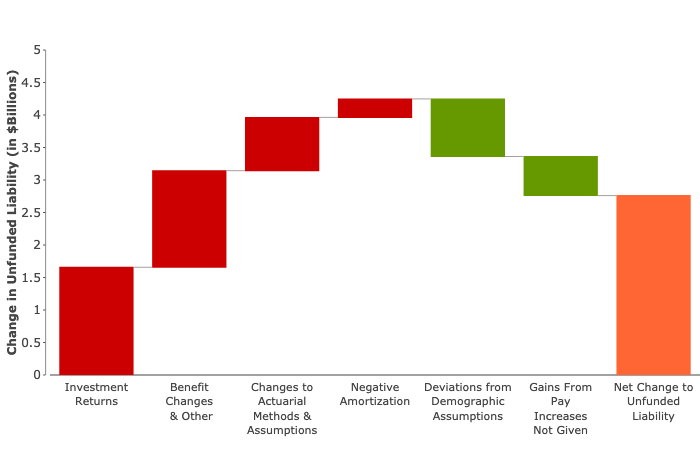 Change in Unfunded Liability (in $Billions)
5
4.5
4
3.5
3
2.5
2
1.5
1
0.5
0
Investment
Returns
Benefit
Changes
& Other
Changes to
Actuarial
Methods &
Assumptions
Negative
Amortization
Deviations from
Demographic
Assumptions
Gains From
Pay
Increases
Not Given
Net Change to
Unfunded
Liability